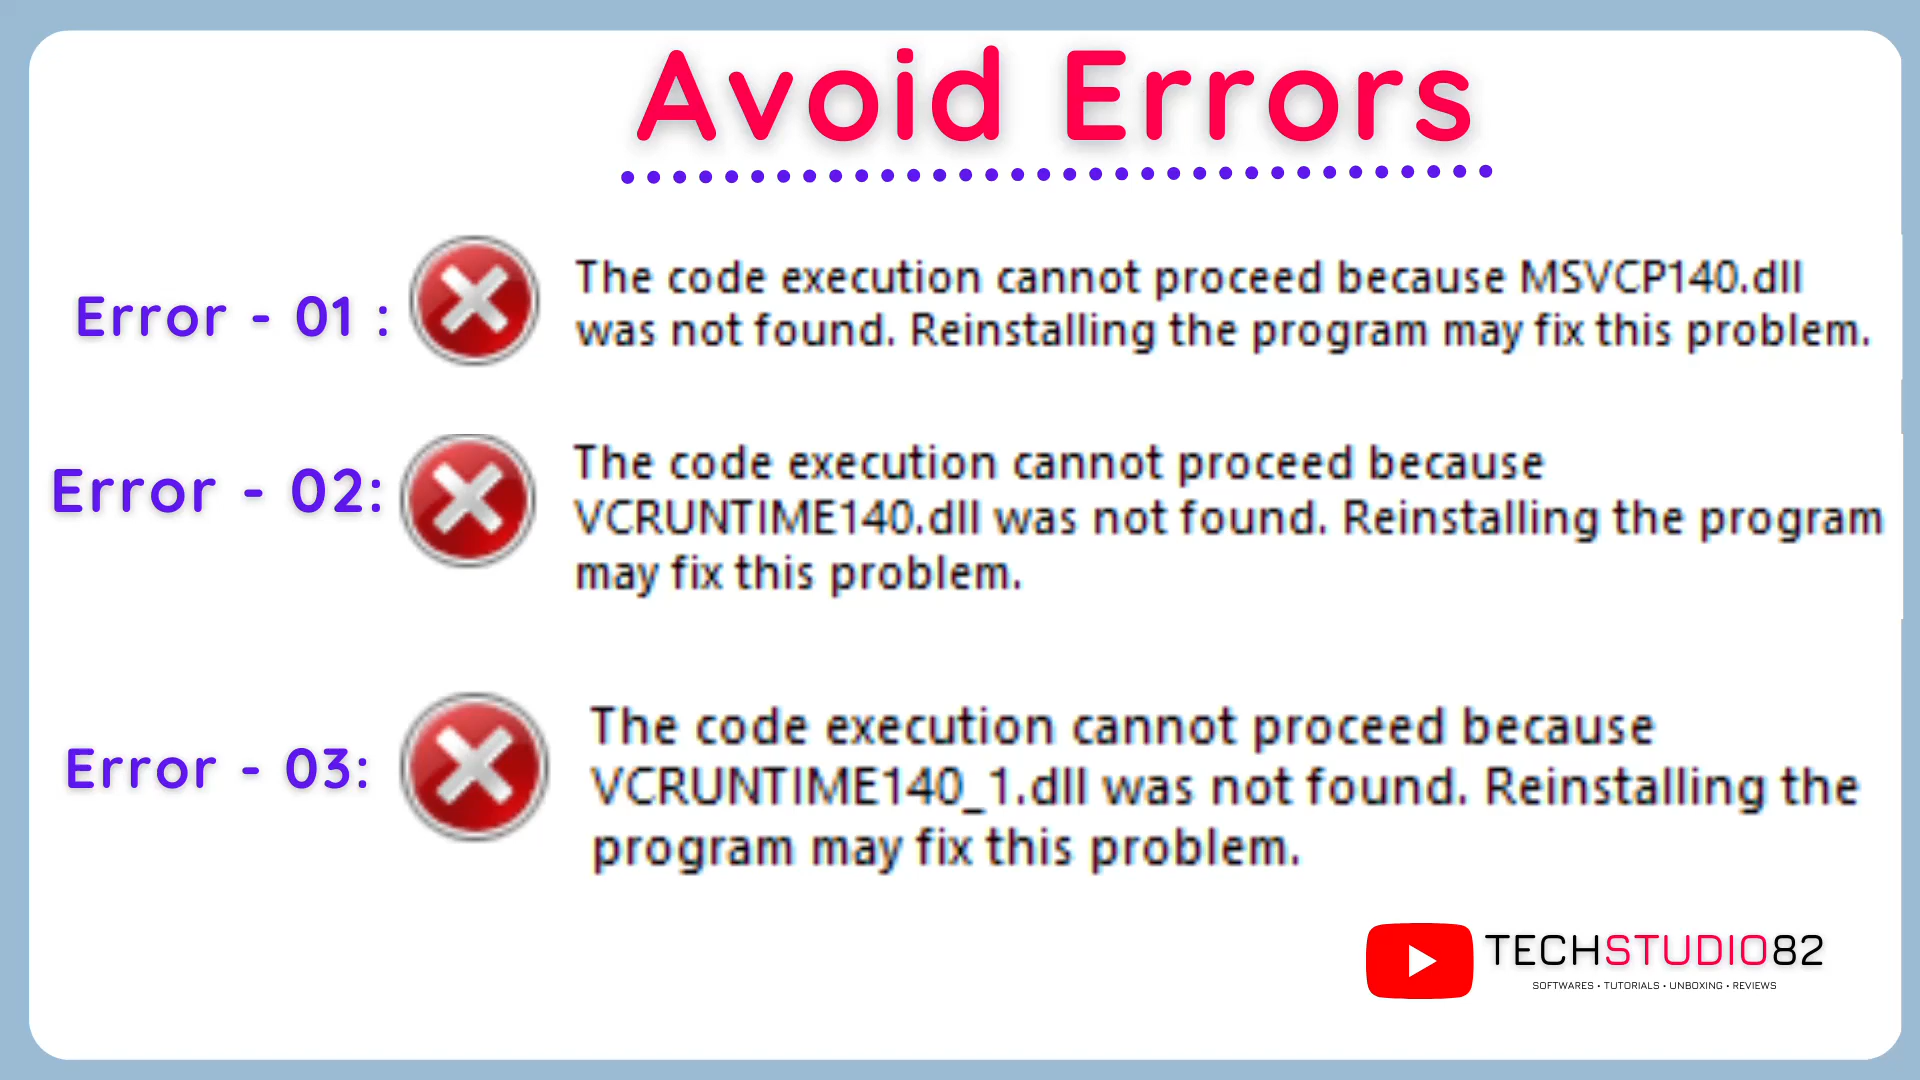 Avoid Errors
Error - 01 :
The code execution cannot proceed because MSVCP140.dll
was not found. Reinstalling the program may fix this problem.
Error - 02:
The code execution cannot proceed because
VCRUNTIME140.dll was not found. Reinstalling the program
may fix this problem.
Error - 03:
The code execution cannot proceed because
VCRUNTIME140_1.dll was not found. Reinstalling the
program may fix this problem.
TECHSTUDIO82
SOFTWARES • TUTORIALS • UNBOXING • REVIEWS